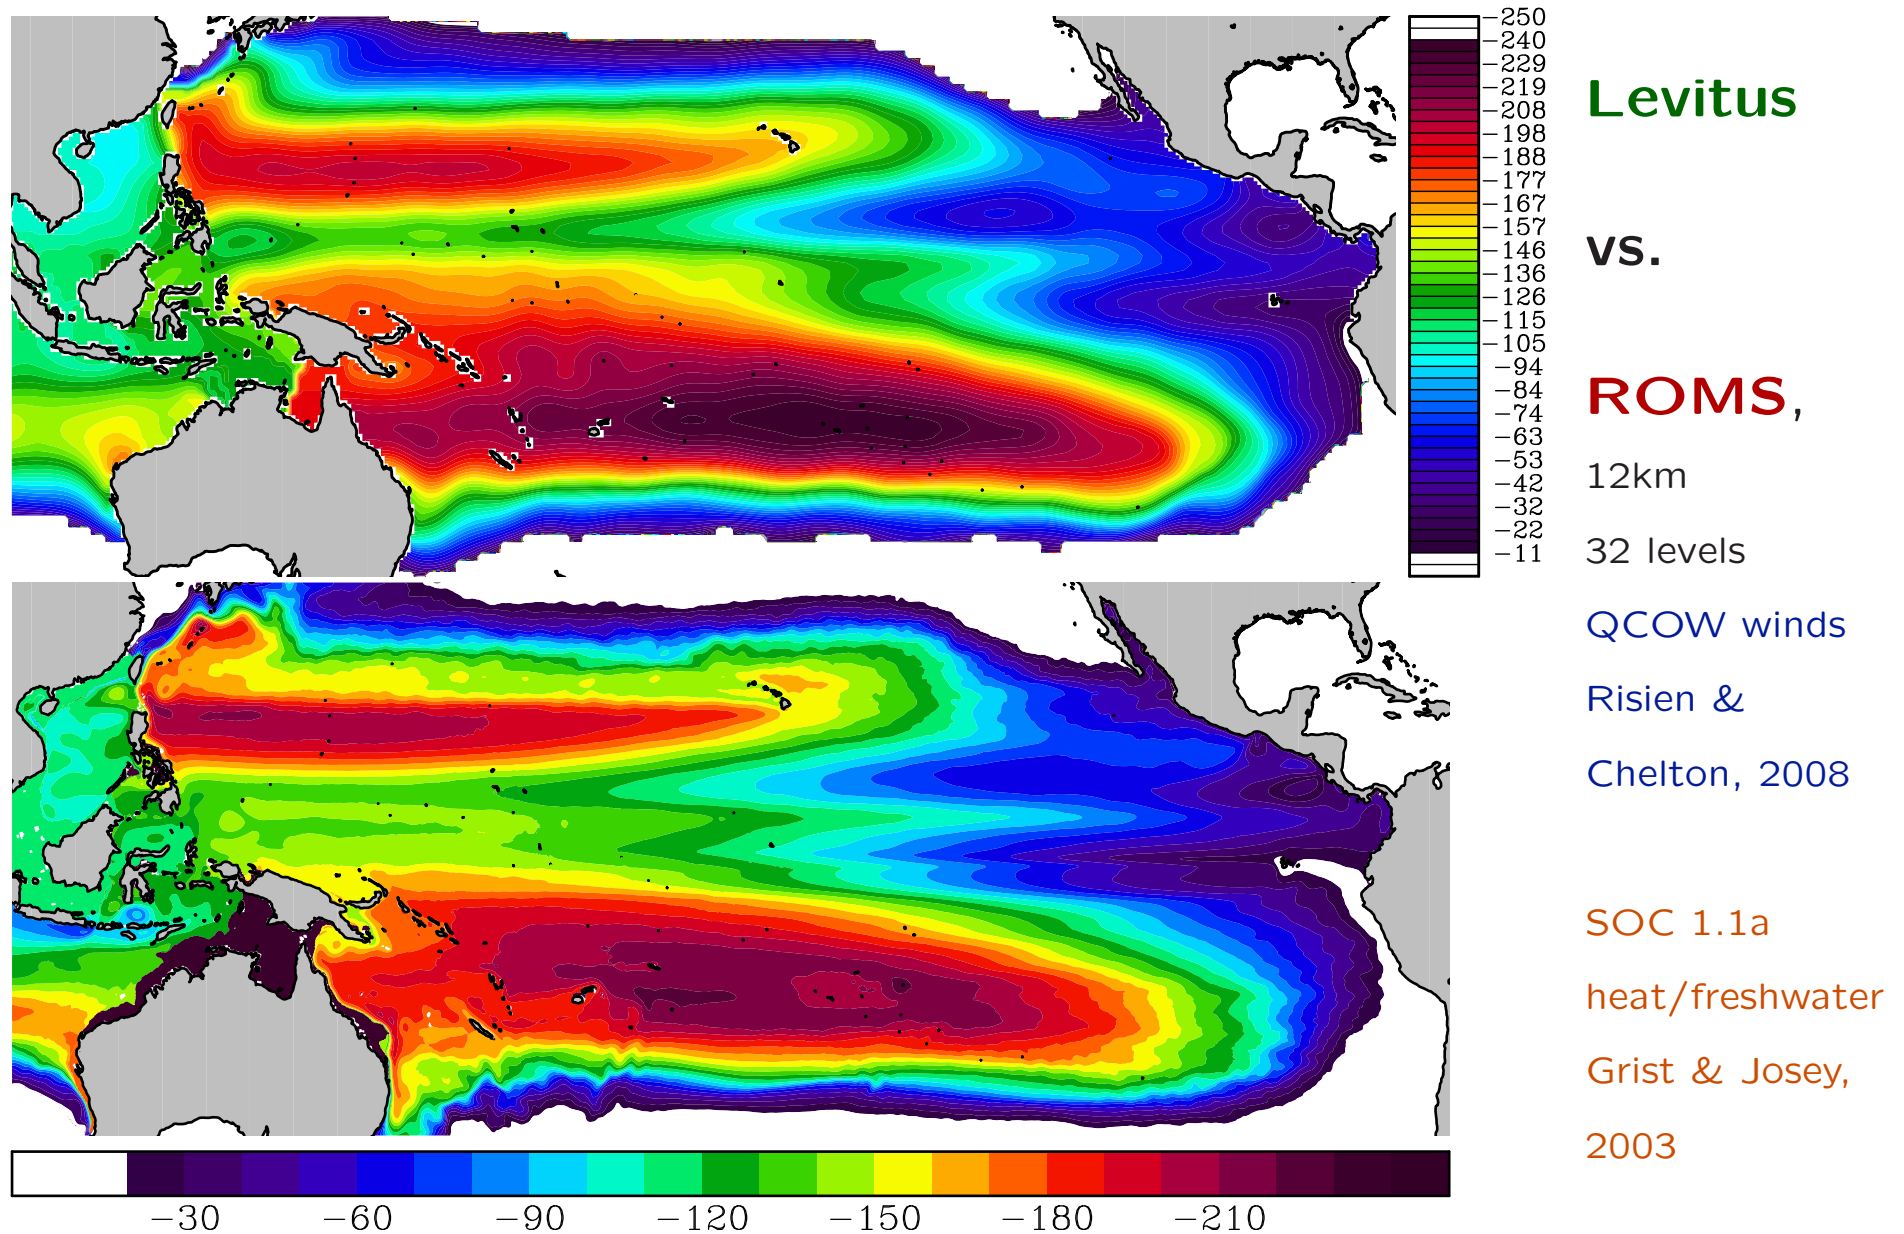 −250
−240
−229
−219
−208
−198
−188
−177
−167
−157
−146
−136
−126
−115
−105
−94
−84
−74
−63
−53
−42
−32
−22
−11
Levitus
vs.
ROMS,
12km
32 levels
QCOW winds
Risien &
Chelton, 2008
SOC 1.1a
heat/freshwater
Grist & Josey,
2003
−30 −60 −90 −120 −150 −180 −210